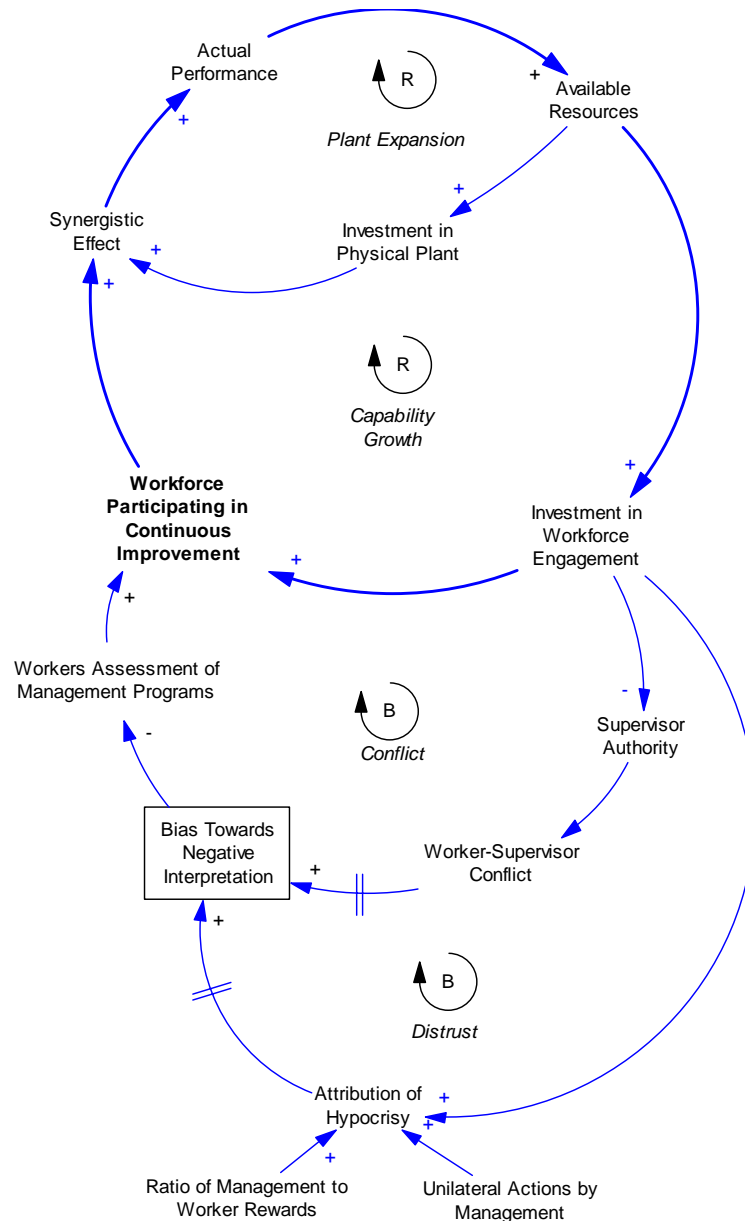 Actual
Performance
+
R
Plant Expansion
+
Available
Resources
+
Investment in
Physical Plant
Synergistic
Effect
+
+
R
Capability
Growth
Workforce
Participating in
Continuous
Improvement
+
+
Investment in
Workforce
Engagement
+
Workers Assessment of
Management Programs
-
B
Conflict
-
Supervisor
Authority
Bias Towards
Negative
Interpretation
+
Worker-Supervisor
Conflict
+
B
Distrust
Attribution of
Hypocrisy
+
+
+
Ratio of Management to
Worker Rewards
Unilateral Actions by
Management